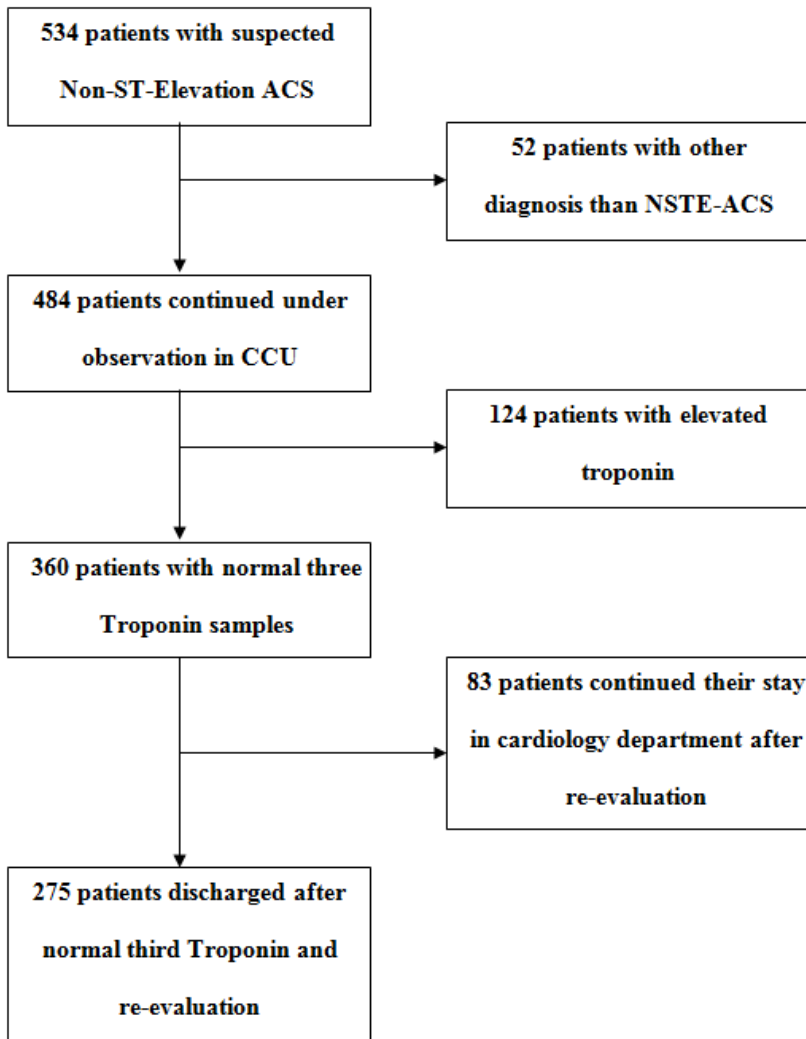 534 patients with suspected
Non-ST-Elevation ACS
52 patients with other
diagnosis than NSTE-ACS
484 patients continued under
observation in CCU
124 patients with elevated
troponin
360 patients with normal three
Troponin samples
83 patients continued their stay
in cardiology department after
re-evaluation
275 patients discharged after
normal third Troponin and
re-evaluation